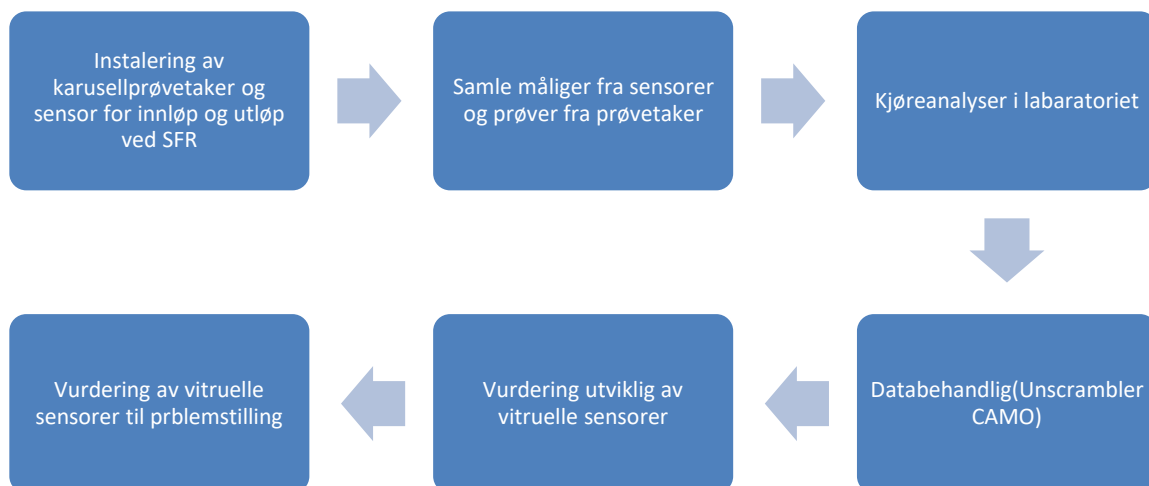 Instalering av
karusellprøvetaker og
sensor for innløp og utløp
ved SFR
Samle måliger fra sensorer
og prøver fra prøvetaker
Kjøreanalyser i labaratoriet
Databehandlig(Unscrambler
CAMO)
Vurdering utviklig av
vitruelle sensorer
Vurdering av vitruelle
sensorer til prblemstilling